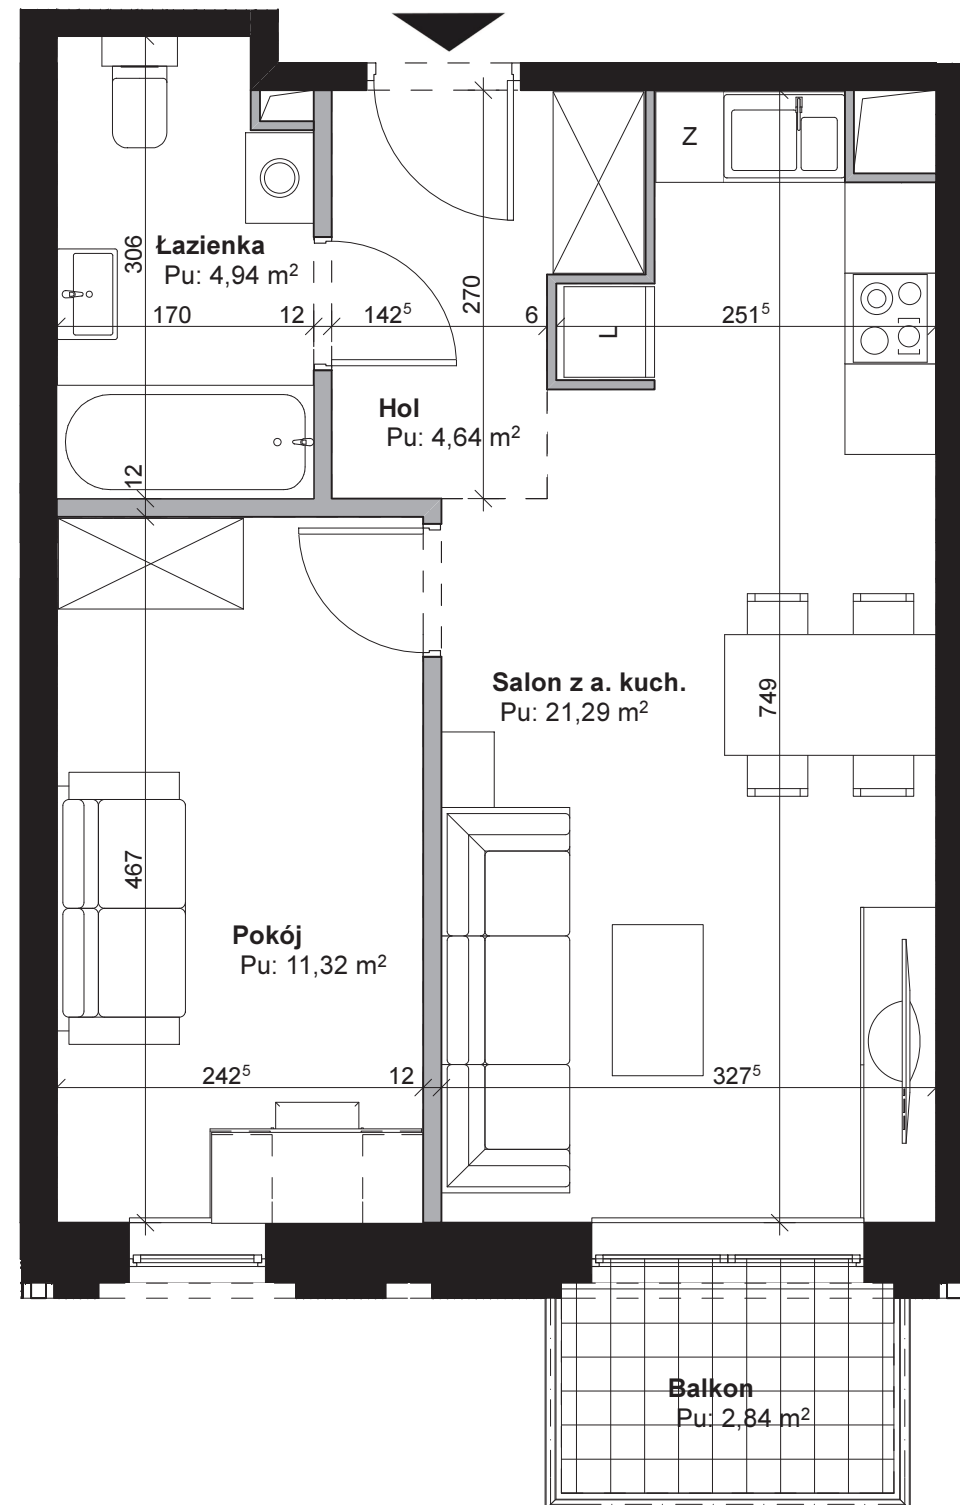 Z
306
Łazienka
Pu: 4,94 m²
170
12
142⁵
270
6
L
251⁵
Hol
Pu: 4,64 m²
12
Salon z a. kuch.
Pu: 21,29 m²
749
467
Pokój
Pu: 11,32 m²
242⁵
12
327⁵
Balkon
Pu: 2,84 m²